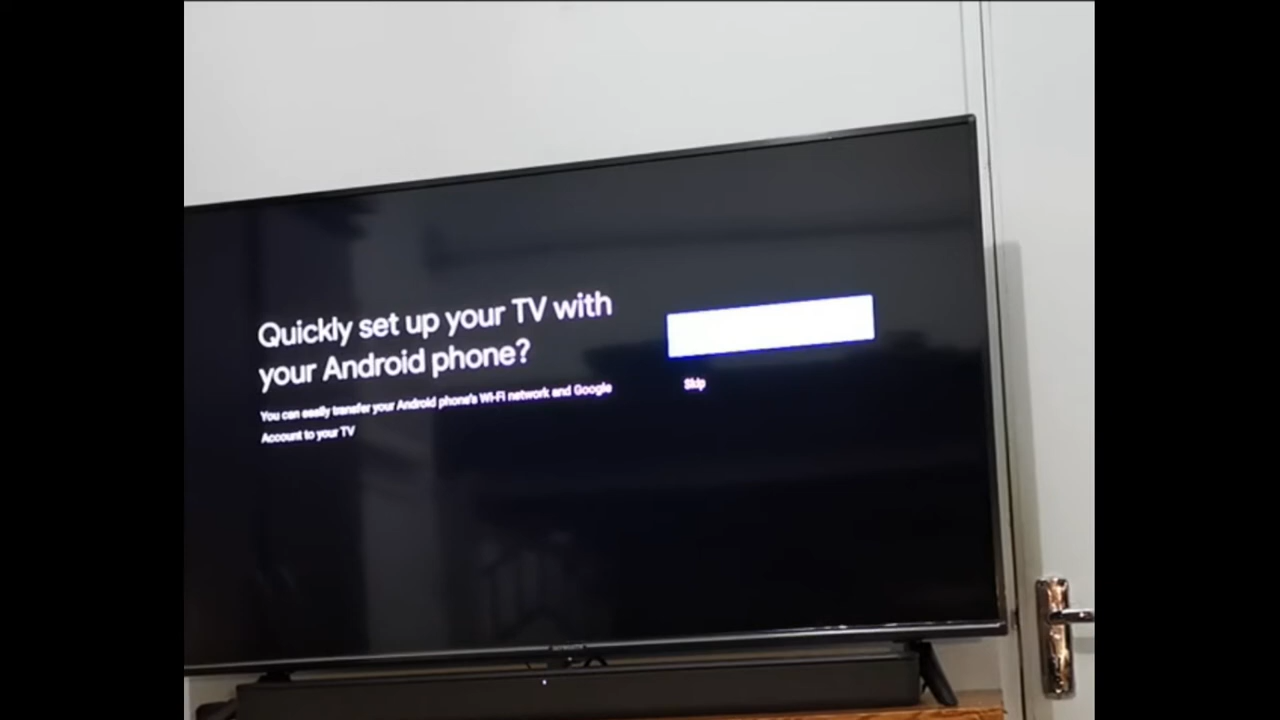 Quickly set up your TV with
your Android phone?
You can easily transfer your Android phone's Wi-Fi network and Google
Account to your TV
Skip